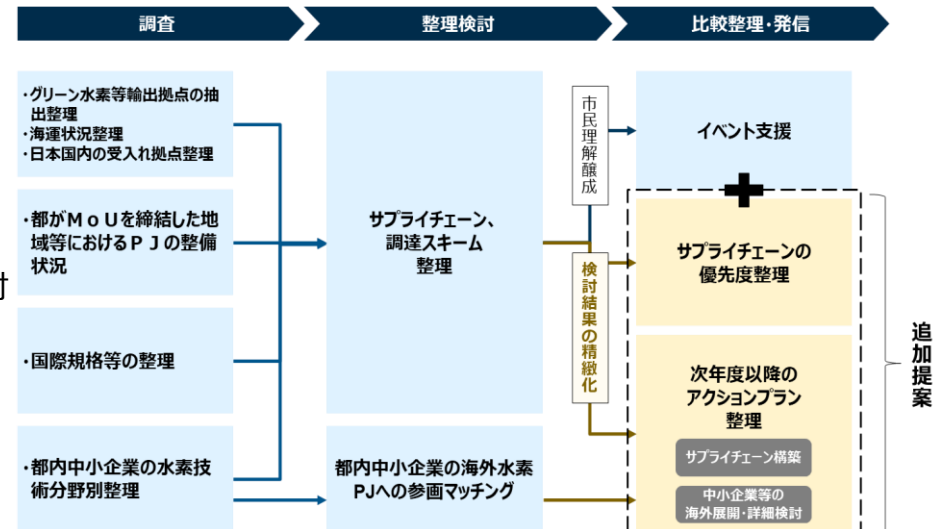 調査
整理検討
比較整理・発信
・グリーン水素等輸出拠点の抽
出整理
・海運状況整理
・日本国内の受入れ拠点整理
・都がＭｏＵを締結した地
域等におけるＰＪの整備
状況
・国際規格等の整理
・都内中小企業の水素技
術分野別整理
サプライチェーン、
調達スキーム
整理
都内中小企業の海外水素
PJへの参画マッチング
市民理解醸成
検討結果の精緻化
イベント支援
サプライチェーンの
優先度整理
次年度以降の
アクションプラン
整理
サプライチェーン構築
中小企業等の
海外展開・詳細検討
追加提案
討